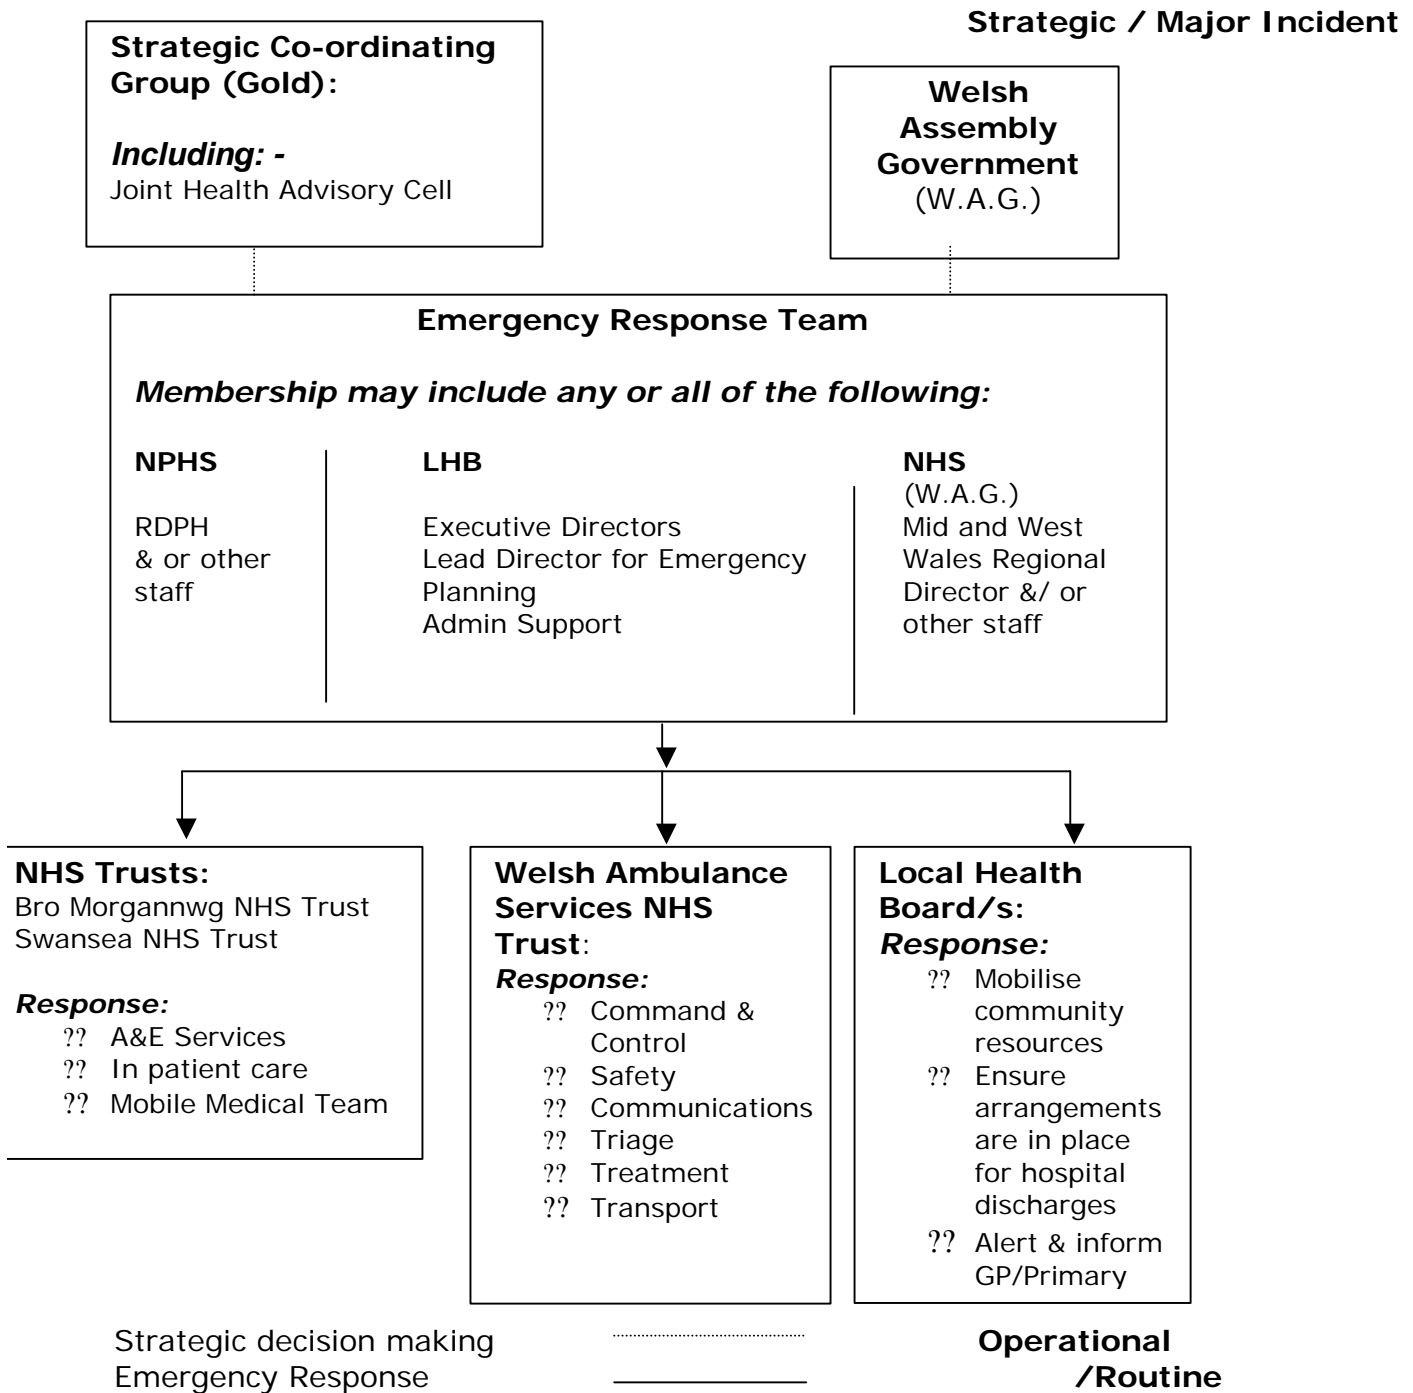 Strategic / Major Incident
Strategic Co-ordinating
Group (Gold):
Including: -
Joint Health Advisory Cell
Welsh
Assembly
Government
(W.A.G.)
Emergency Response Team
Membership may include any or all of the following:
NPHS
RDPH
& or other
staff
LHB
Executive Directors
Lead Director for Emergency
Planning
Admin Support
NHS
(W.A.G.)
Mid and West
Wales Regional
Director &/ or
other staff
NHS Trusts:
Bro Morgannwg NHS Trust
Swansea NHS Trust
Response:
?? A&E Services
?? In patient care
?? Mobile Medical Team
Welsh Ambulance
Services NHS
Trust:
Response:
?? Command &
Control
?? Safety
?? Communications
?? Triage
?? Treatment
?? Transport
Local Health
Board/s:
Response:
?? Mobilise
community
resources
?? Ensure
arrangements
are in place
for hospital
discharges
?? Alert & inform
GP/Primary
Strategic decision making
Emergency Response
Operational
/Routine